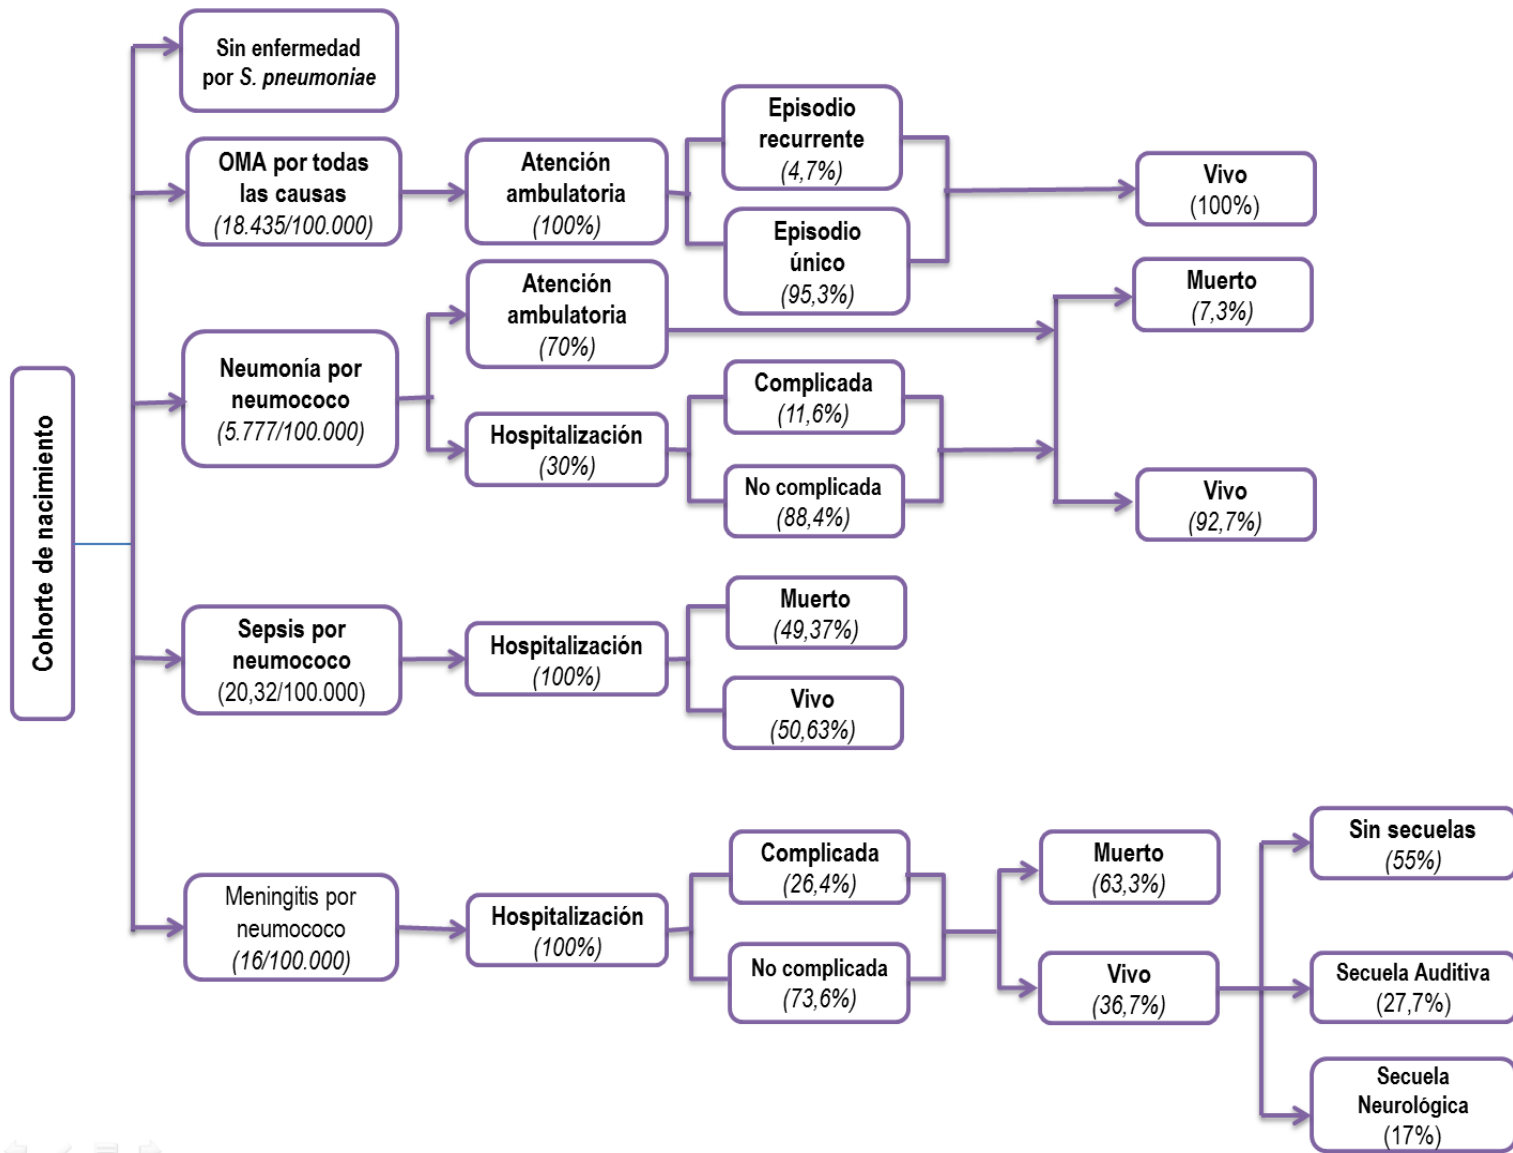 Cohorte de nacimiento
Sin enfermedad
por S. pneumoniae
OMA por todas
las causas
(18.435/100.000)
Atención
ambulatoria
(100%)
Episodio
recurrente
(4,7%)
Episodio
único
(95,3%)
Vivo
(100%)
Neumonía por
neumococo
(5.777/100.000)
Atención
ambulatoria
(70%)
Hospitalización
(30%)
Complicada
(11,6%)
No complicada
(88,4%)
Muerto
(7,3%)
Vivo
(92,7%)
Sepsis por
neumococo
(20,32/100.000)
Hospitalización
(100%)
Muerto
(49,37%)
Vivo
(50,63%)
Meningitis por
neumococo
(16/100.000)
Hospitalización
(100%)
Complicada
(26,4%)
No complicada
(73,6%)
Muerto
(63,3%)
Vivo
(36,7%)
Sin secuelas
(55%)
Secuela Auditiva
(27,7%)
Secuela
Neurológica
(17%)